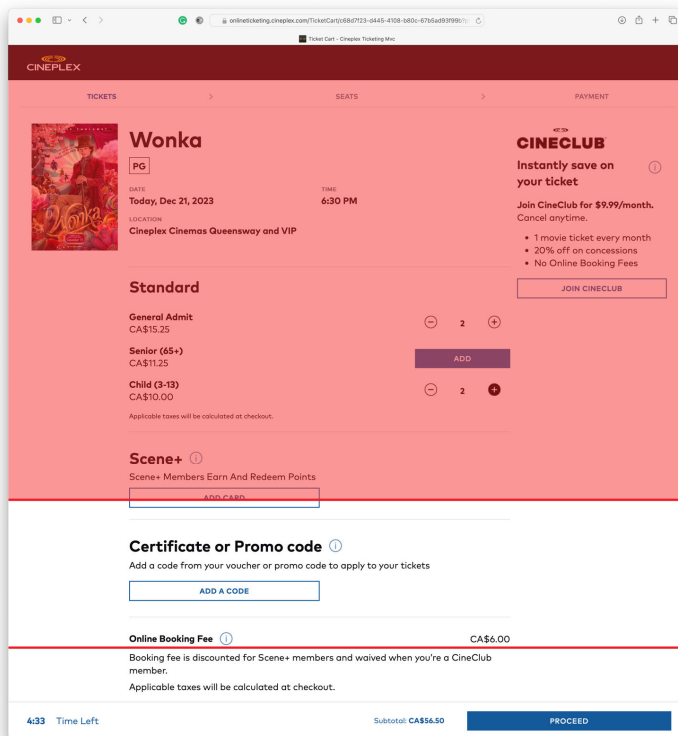 onlineticketing.cineplex.com/TicketCart/c68d7f23-d445-4108-b80c-67b5ad93f99b?
Ticket Cart - Cineplex Ticketing Mvc
CINEPLEX
TICKETS > SEATS > PAYMENT
Wonka
PG
DATE
Today, Dec 21, 2023
TIME
6:30 PM
LOCATION
Cineplex Cinemas Queensway and VIP
CINECLUB
Instantly save on
your ticket
Join CineClub for $9.99/month.
Cancel anytime.
• 1 movie ticket every month
• 20% off on concessions
• No Online Booking Fees
JOIN CINECLUB
Wonka
Standard
General Admit
CA$15.25
2
Senior (65+)
CA$11.25
ADD
Child (3-13)
CA$10.00
2
Applicable taxes will be calculated at checkout.
Scene+
Scene+ Members Earn And Redeem Points
ADD CARD
Certificate or Promo code
Add a code from your voucher or promo code to apply to your tickets
ADD A CODE
Online Booking Fee CA$6.00
Booking fee is discounted for Scene+ members and waived when you're a CineClub
member.
Applicable taxes will be calculated at checkout.
4:33 Time Left
Subtotal: CA$56.50
PROCEED